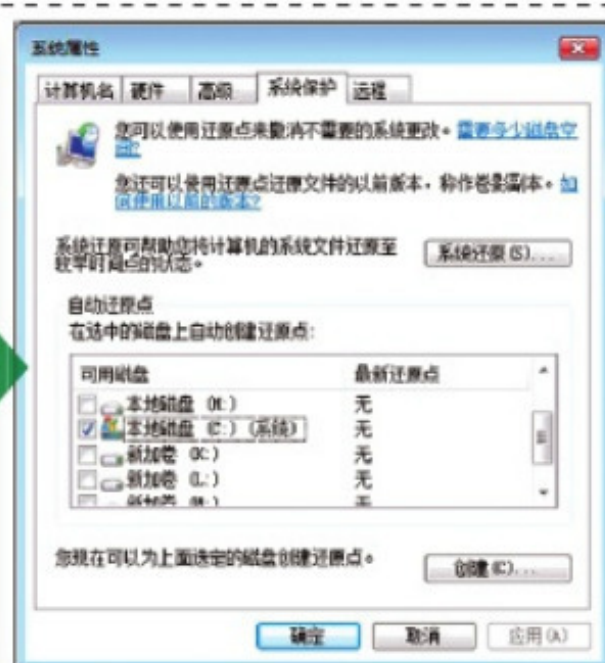 系统属性
计算机名 硬件 高级 系统保护 远程
您可以使用还原点来撤消不需要的系统更改。需要多少磁盘空
间?
您还可以使用还原点还原文件的以前版本，称作卷影副本。如
何使用以前的版本?
系统还原可帮助您将计算机的系统文件还原至
较早时间点的状态。
系统还原(S)...
自动还原点
在选中的磁盘上自动创建还原点:
可用磁盘 最新还原点
本地磁盘 (H:) 无
本地磁盘 (C:) (系统) 无
新加卷 (K:) 无
新加卷 (L:) 无
新加卷 (M:) 无
您现在可以为上面选定的磁盘创建还原点。
创建(C)...
确定 取消 应用(A)